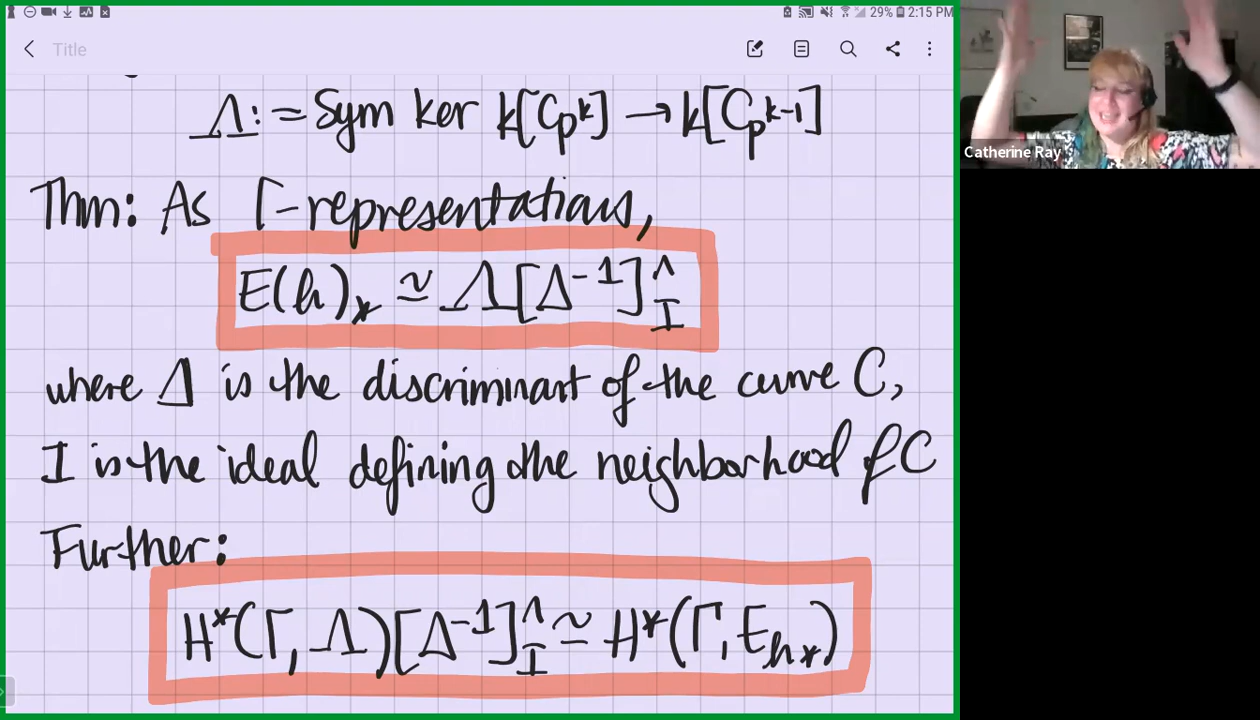 29% 2:15 PM
Title
Λ := Sym ker k[C_{p^k}] → k[C_{p^{k-1}}]
Thm: As Γ-representations,
E(h)_* ≃ Λ[Δ^{-1}]^∧_I
where Δ is the discriminant of the curve C,
I is the ideal defining the neighborhood of C
Further:
H*(Γ, Λ)[Δ^{-1}]^∧_I ≃ H*(Γ, E_{h*})
Catherine Ray